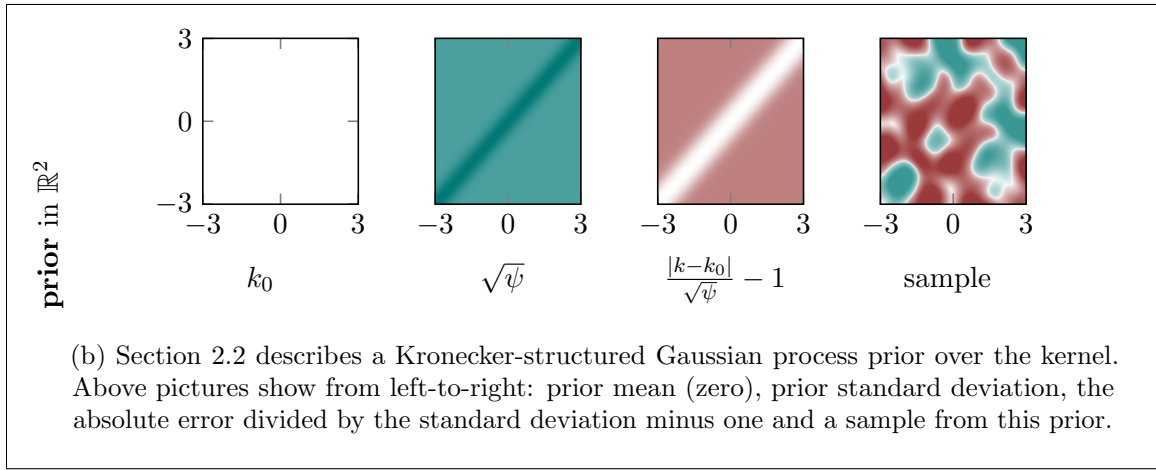 prior in ℝ²
3
0
−3
−3 0 3
−3 0 3
−3 0 3
−3 0 3
k₀
√ψ
|k−k₀|/√ψ − 1
sample
(b) Section 2.2 describes a Kronecker-structured Gaussian process prior over the kernel.
Above pictures show from left-to-right: prior mean (zero), prior standard deviation, the
absolute error divided by the standard deviation minus one and a sample from this prior.